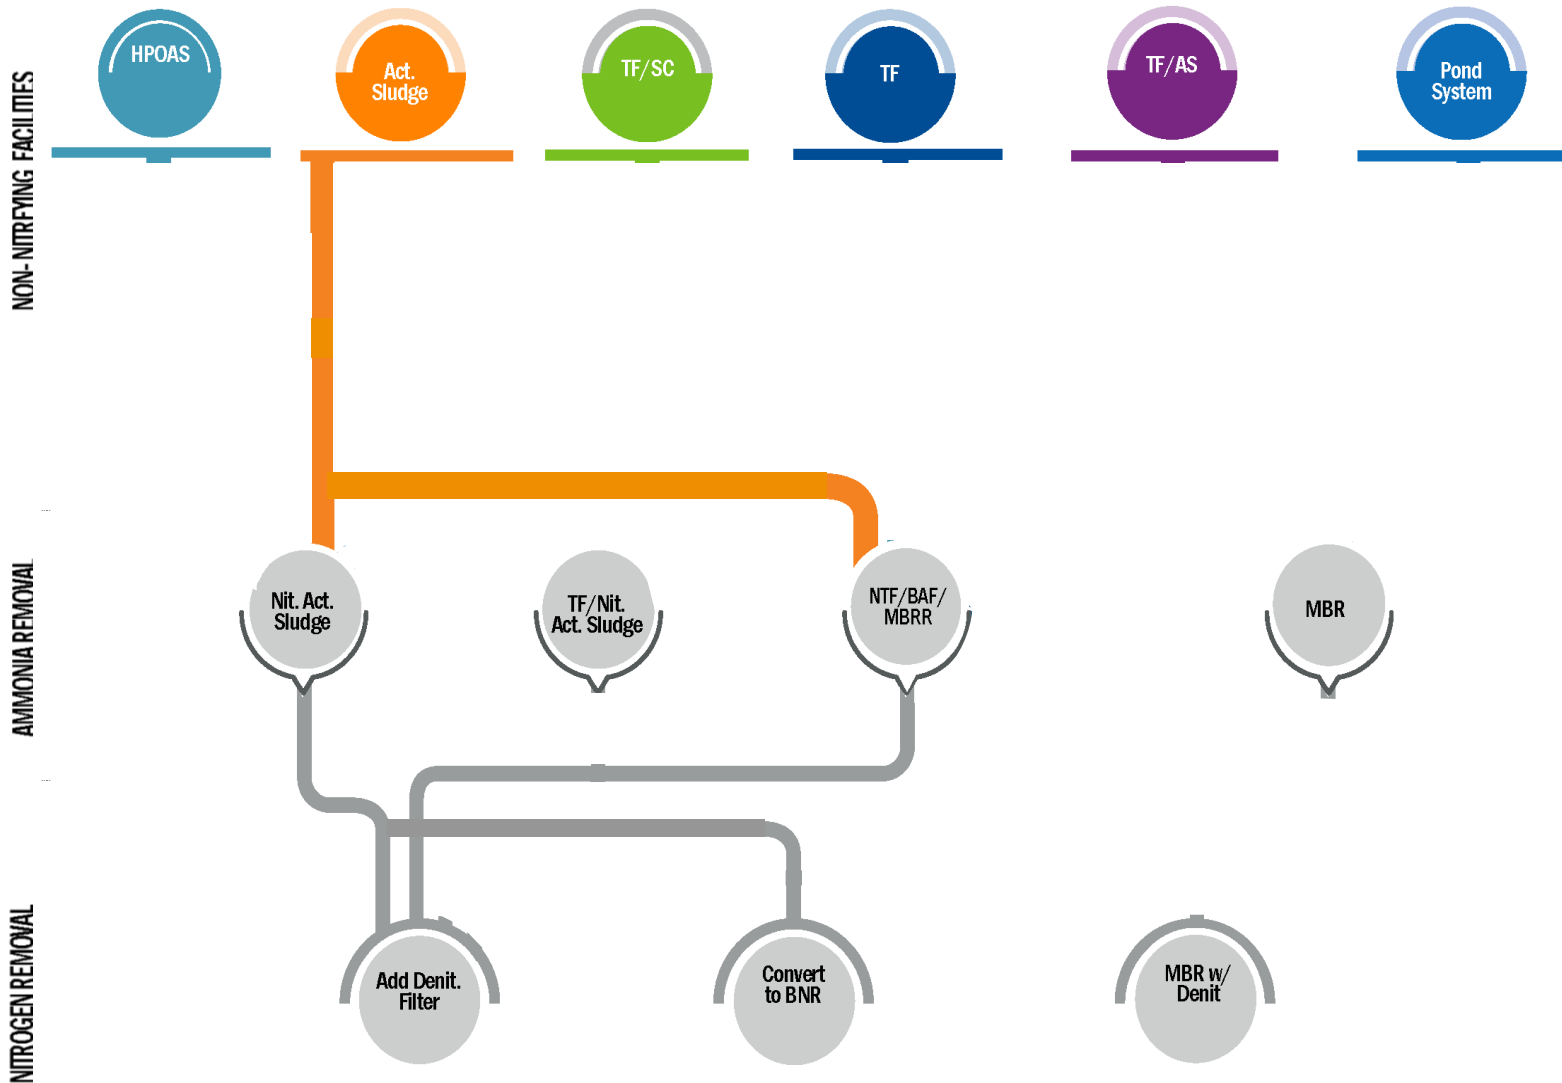 HPOAS
Act.
Sludge
TF/SC
TF
TF/AS
Pond
System
NON-NITRFYING FACILITIES
Nit. Act.
Sludge
TF/Nit.
Act. Sludge
NTF/BAF/
MBRR
MBR
AMMONIA REMOVAL
Add Denit.
Filter
Convert
to BNR
MBR w/
Denit
NITROGEN REMOVAL